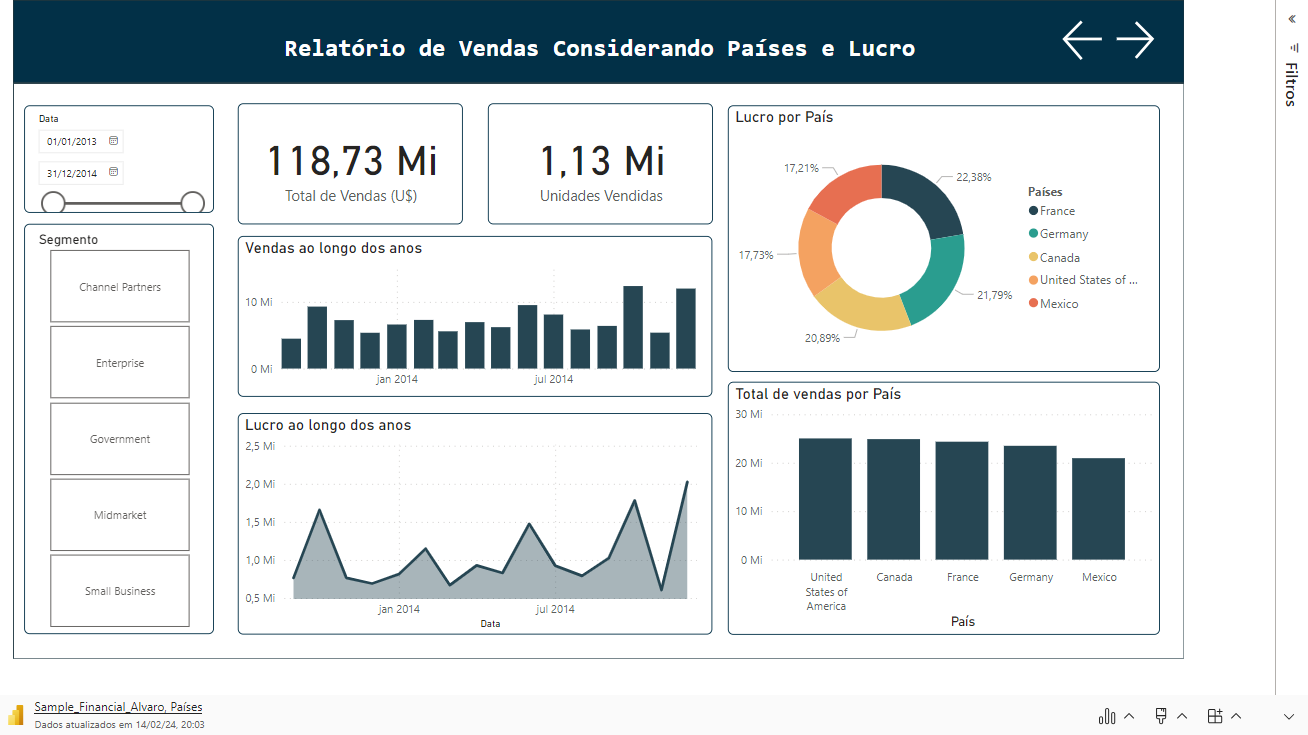 Relatório de Vendas Considerando Países e Lucro
Filtros
Data
01/01/2013
31/12/2014
Segmento
Channel Partners
Enterprise
Government
Midmarket
Small Business
118,73 Mi
Total de Vendas (U$)
1,13 Mi
Unidades Vendidas
Vendas ao longo dos anos
10 Mi
0 Mi
jan 2014
jul 2014
Lucro ao longo dos anos
2,5 Mi
2,0 Mi
1,5 Mi
1,0 Mi
0,5 Mi
jan 2014
jul 2014
Data
Lucro por País
17,21%
22,38%
17,73%
21,79%
20,89%
Países
France
Germany
Canada
United States of ...
Mexico
Total de vendas por País
30 Mi
20 Mi
10 Mi
0 Mi
United
States of
America
Canada
France
Germany
Mexico
País
Sample_Financial_Alvaro, Países
Dados atualizados em 14/02/24, 20:03